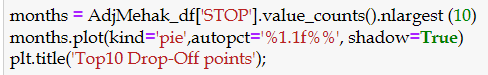 months = AdjMehak_df['STOP'].value_counts().nlargest (10)
months.plot(kind='pie',autopct='%1.1f%%', shadow=True)
plt.title('Top10 Drop-Off points');